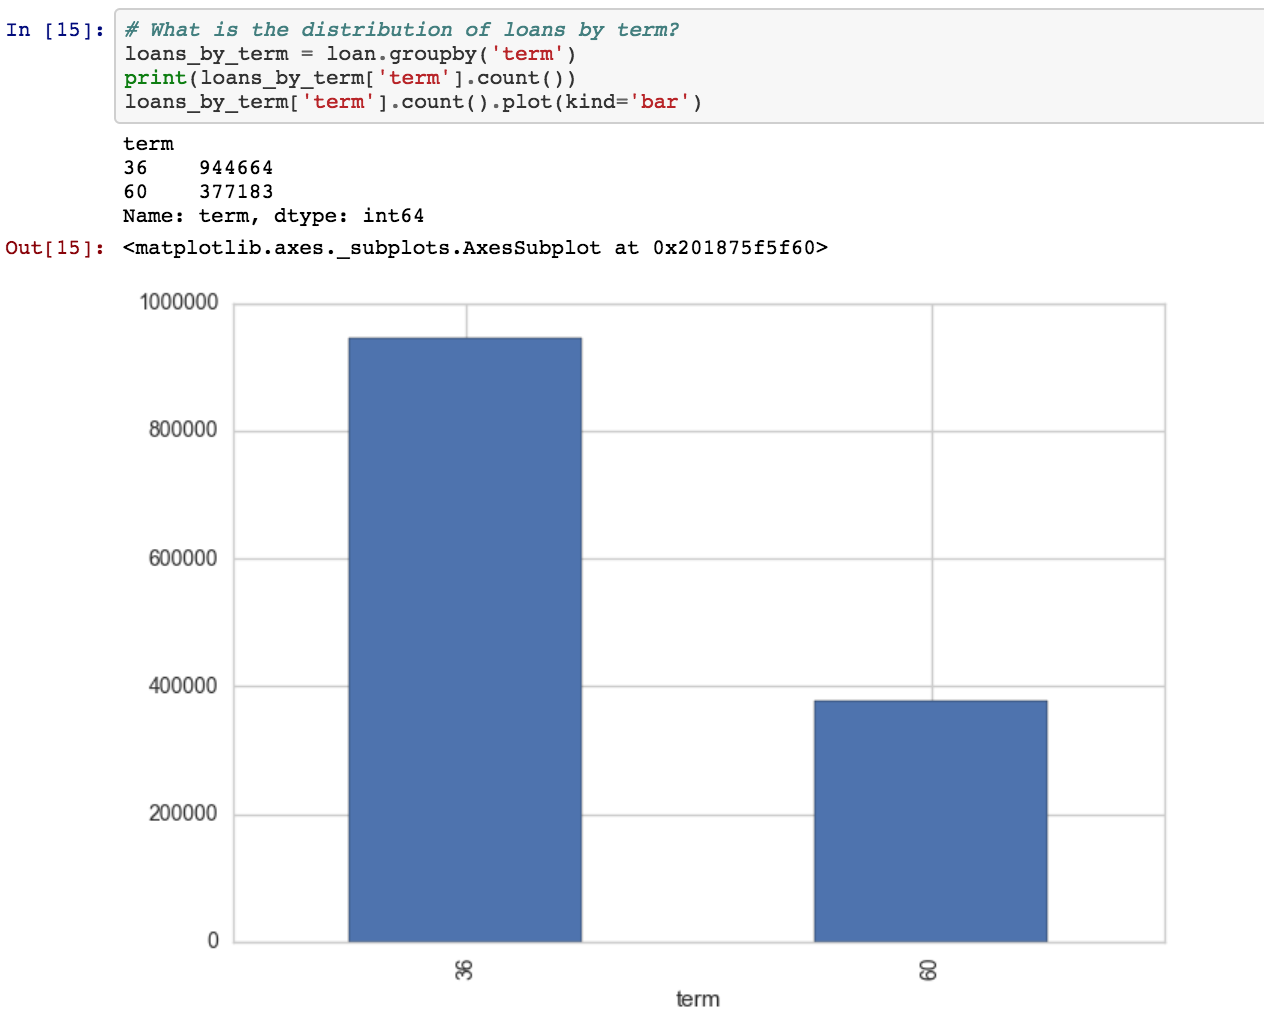 In [15]: # What is the distribution of loans by term?
loans_by_term = loan.groupby('term')
print(loans_by_term['term'].count())
loans_by_term['term'].count().plot(kind='bar')
term
36    944664
60    377183
Name: term, dtype: int64
Out[15]: <matplotlib.axes._subplots.AxesSubplot at 0x201875f5f60>
1000000
800000
600000
400000
200000
0
36 60
term